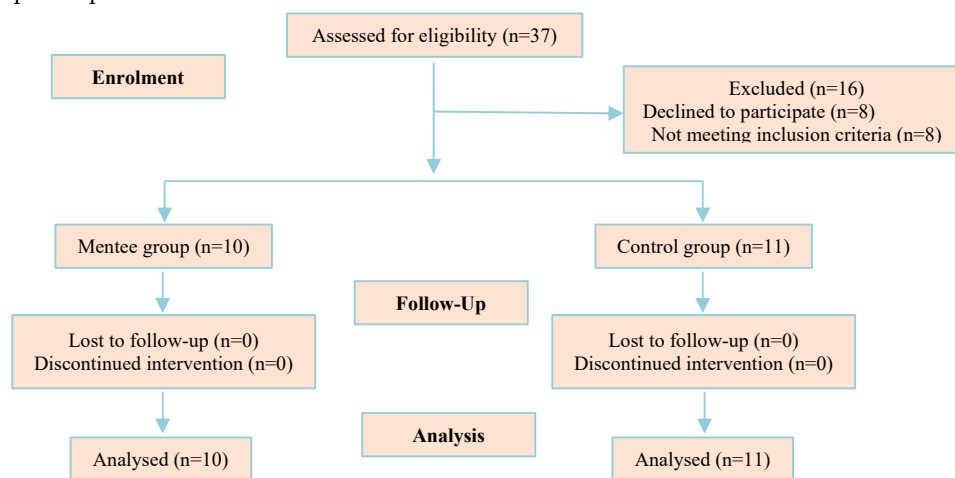 Assessed for eligibility (n=37)
Enrolment
Excluded (n=16)
Declined to participate (n=8)
Not meeting inclusion criteria (n=8)
Mentee group (n=10)
Control group (n=11)
Follow-Up
Lost to follow-up (n=0)
Discontinued intervention (n=0)
Lost to follow-up (n=0)
Discontinued intervention (n=0)
Analysis
Analysed (n=10)
Analysed (n=11)